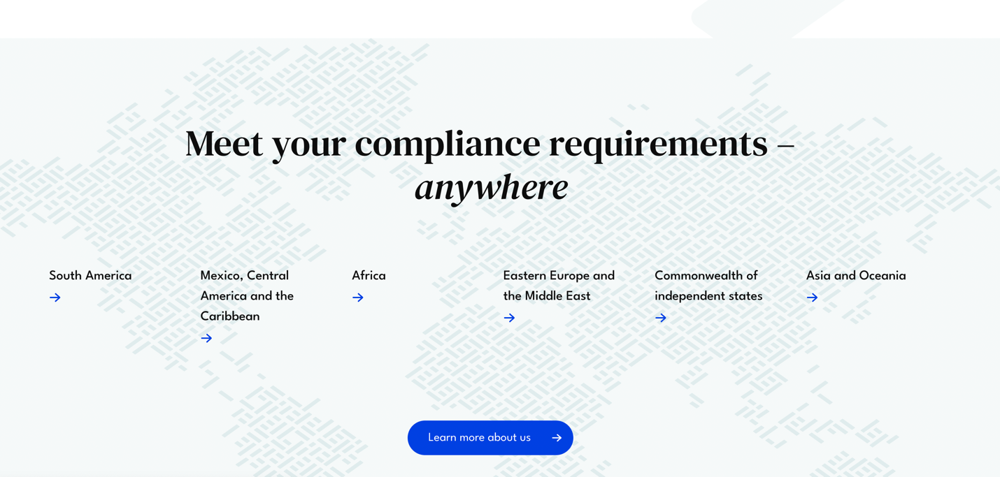 Meet your compliance requirements –
anywhere
South America
Mexico, Central
America and the
Caribbean
Africa
Eastern Europe and
the Middle East
Commonwealth of
independent states
Asia and Oceania
Learn more about us